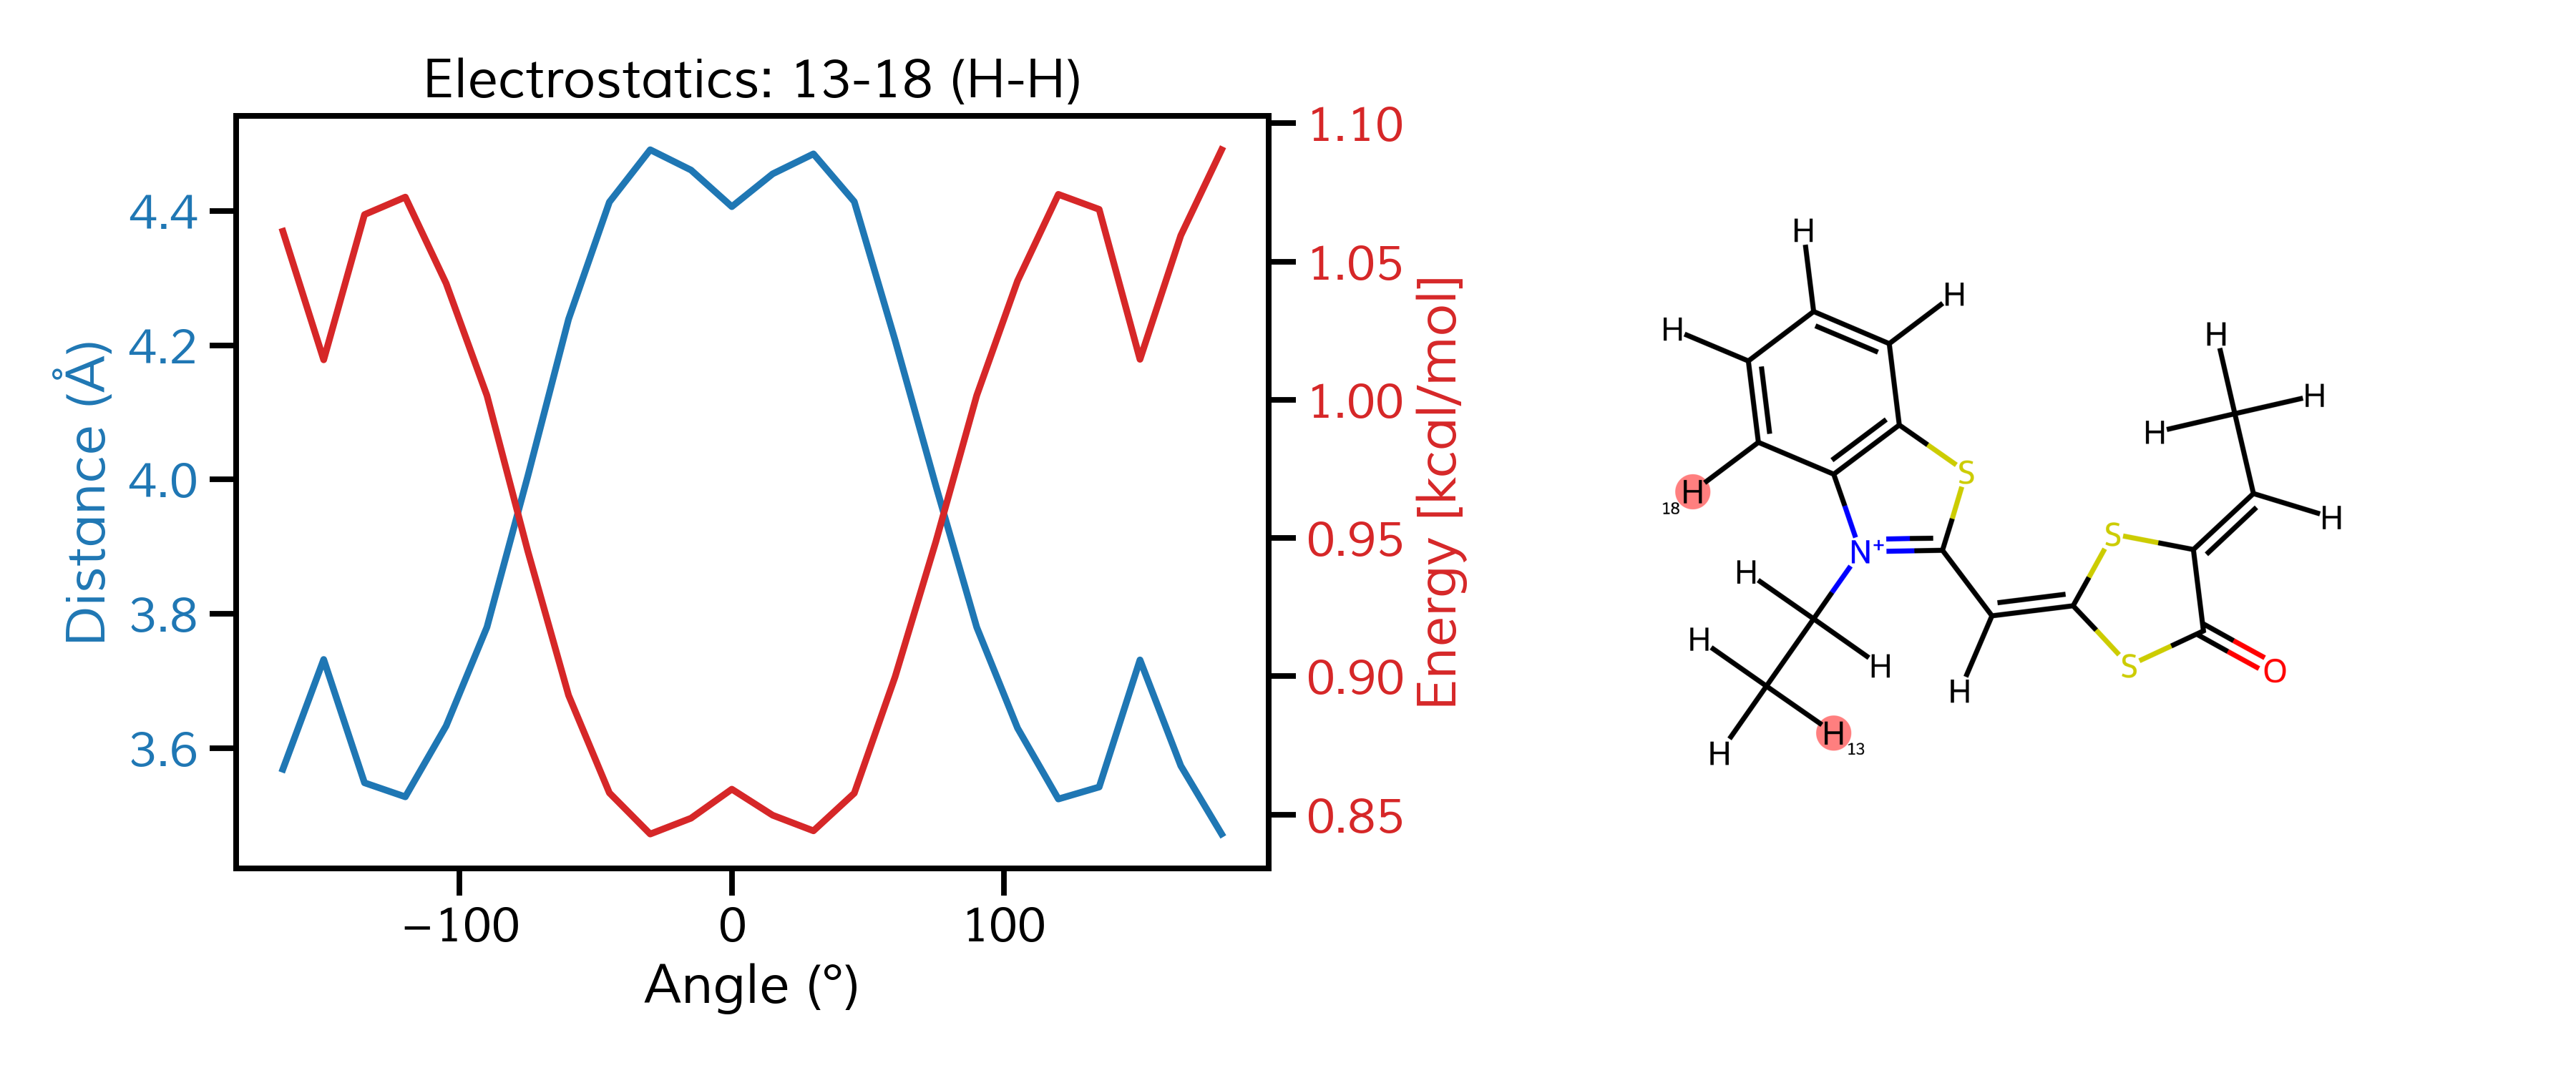 Electrostatics: 13-18 (H-H)
Distance (Å)
4.4
4.2
4.0
3.8
3.6
−100
0
100
Angle (°)
1.10
1.05
1.00
0.95
0.90
0.85
Energy [kcal/mol]
H
H
H
H
H
H
S
H
18
H
S
N+
H
H
H
S
O
H
H
13
H